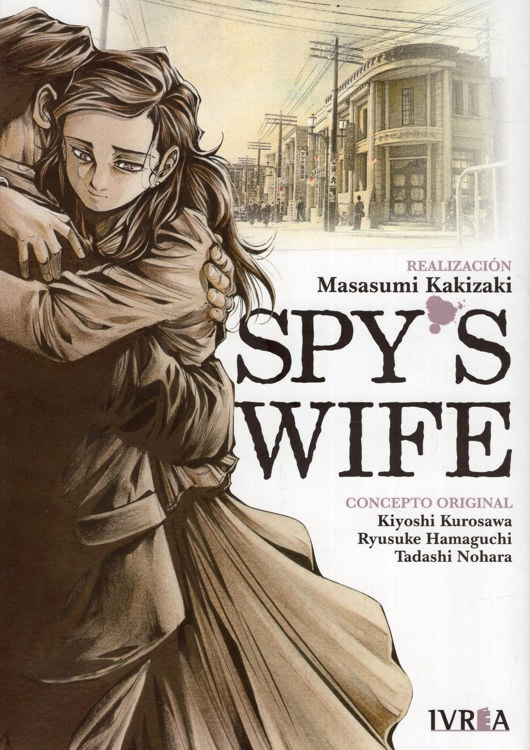 REALIZACIÓN
Masasumi Kakizaki
SPY'S
WIFE
CONCEPTO ORIGINAL
Kiyoshi Kurosawa
Ryusuke Hamaguchi
Tadashi Nohara
IVREA